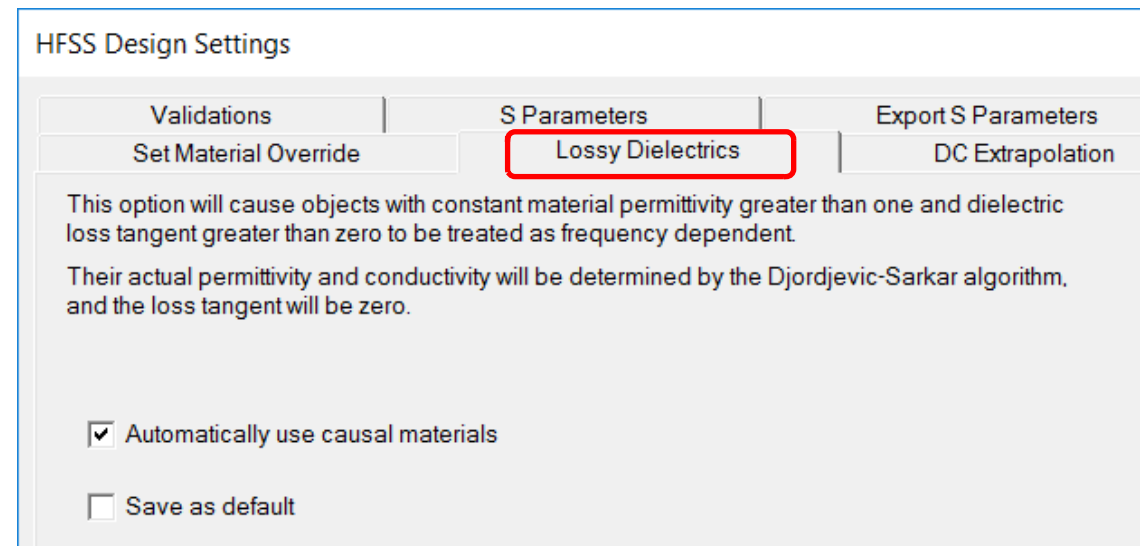 HFSS Design Settings
Validations S Parameters Export S Parameters
Set Material Override Lossy Dielectrics DC Extrapolation
This option will cause objects with constant material permittivity greater than one and dielectric
loss tangent greater than zero to be treated as frequency dependent.
Their actual permittivity and conductivity will be determined by the Djordjevic-Sarkar algorithm,
and the loss tangent will be zero.
Automatically use causal materials
Save as default